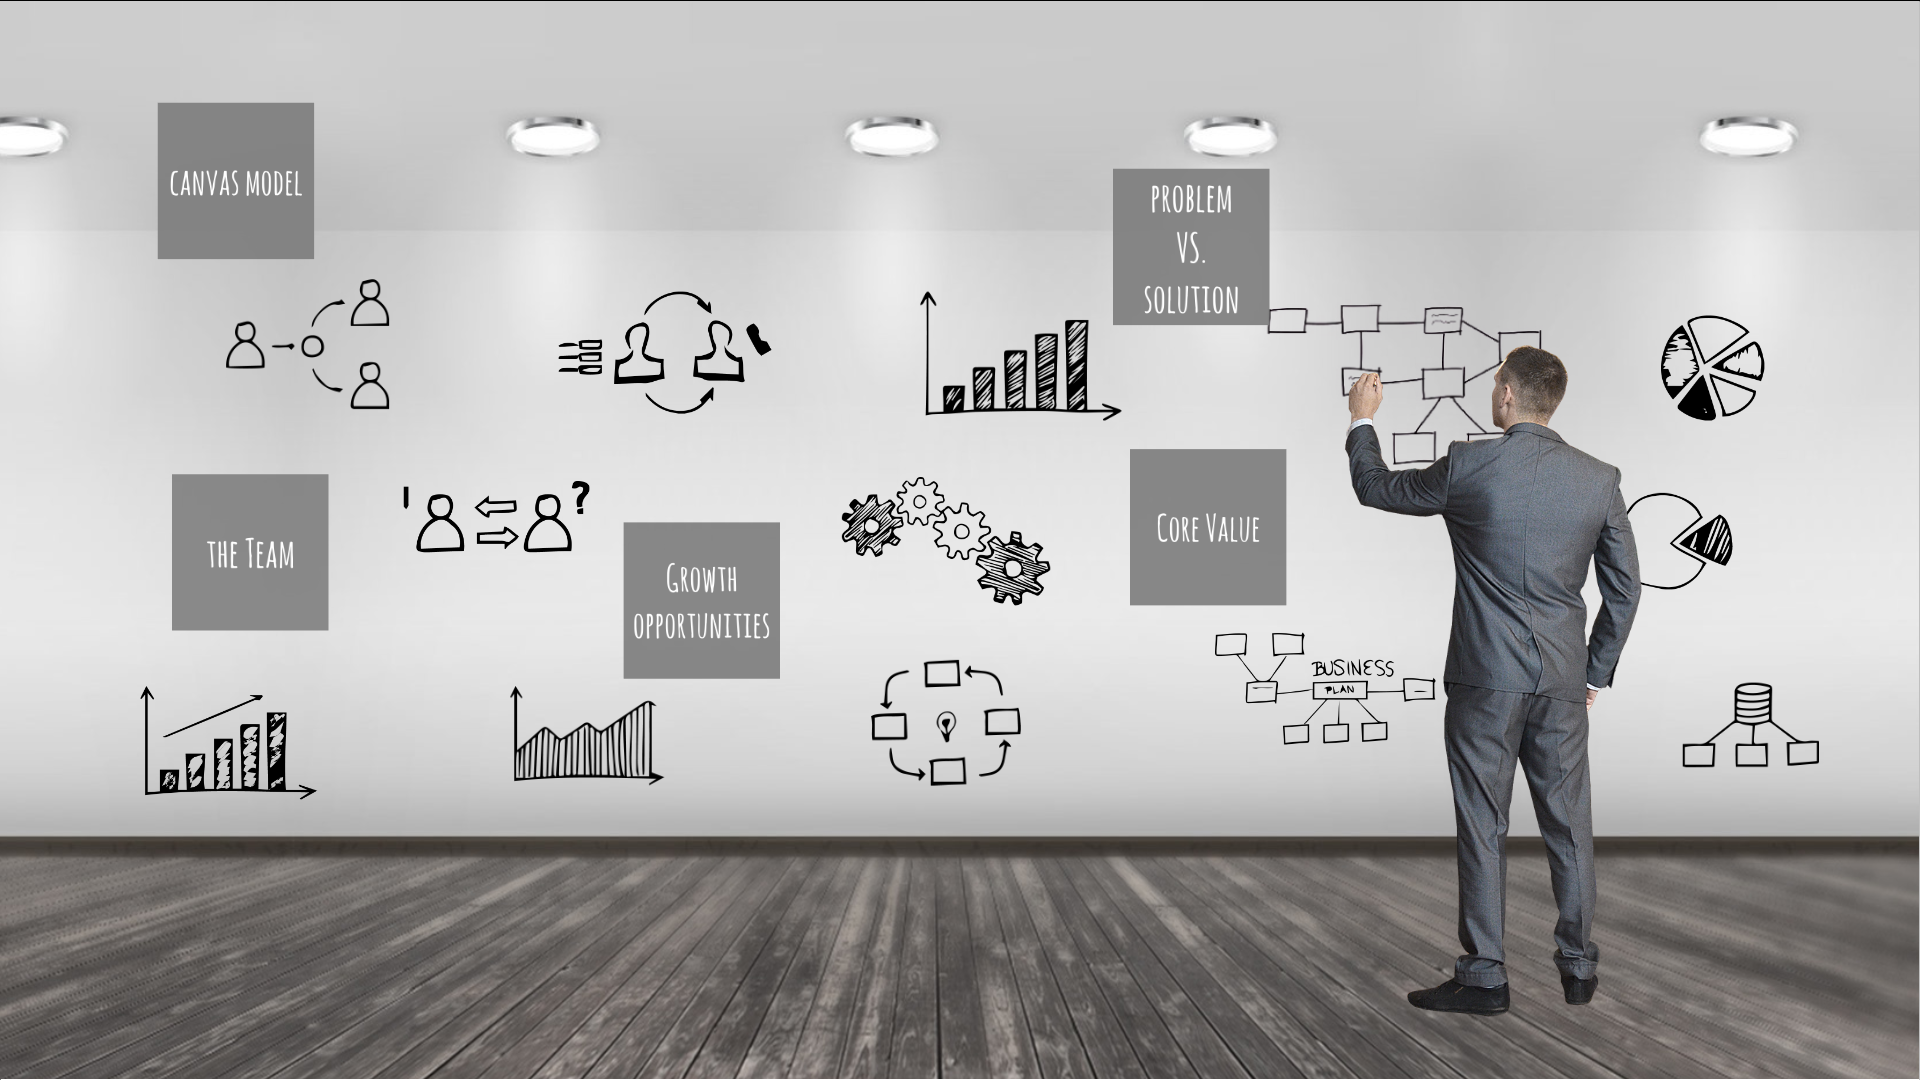 CANVAS MODEL
PROBLEM
VS.
SOLUTION
THE TEAM
?
GROWTH
OPPORTUNITIES
CORE VALUE
BUSINESS
PLAN